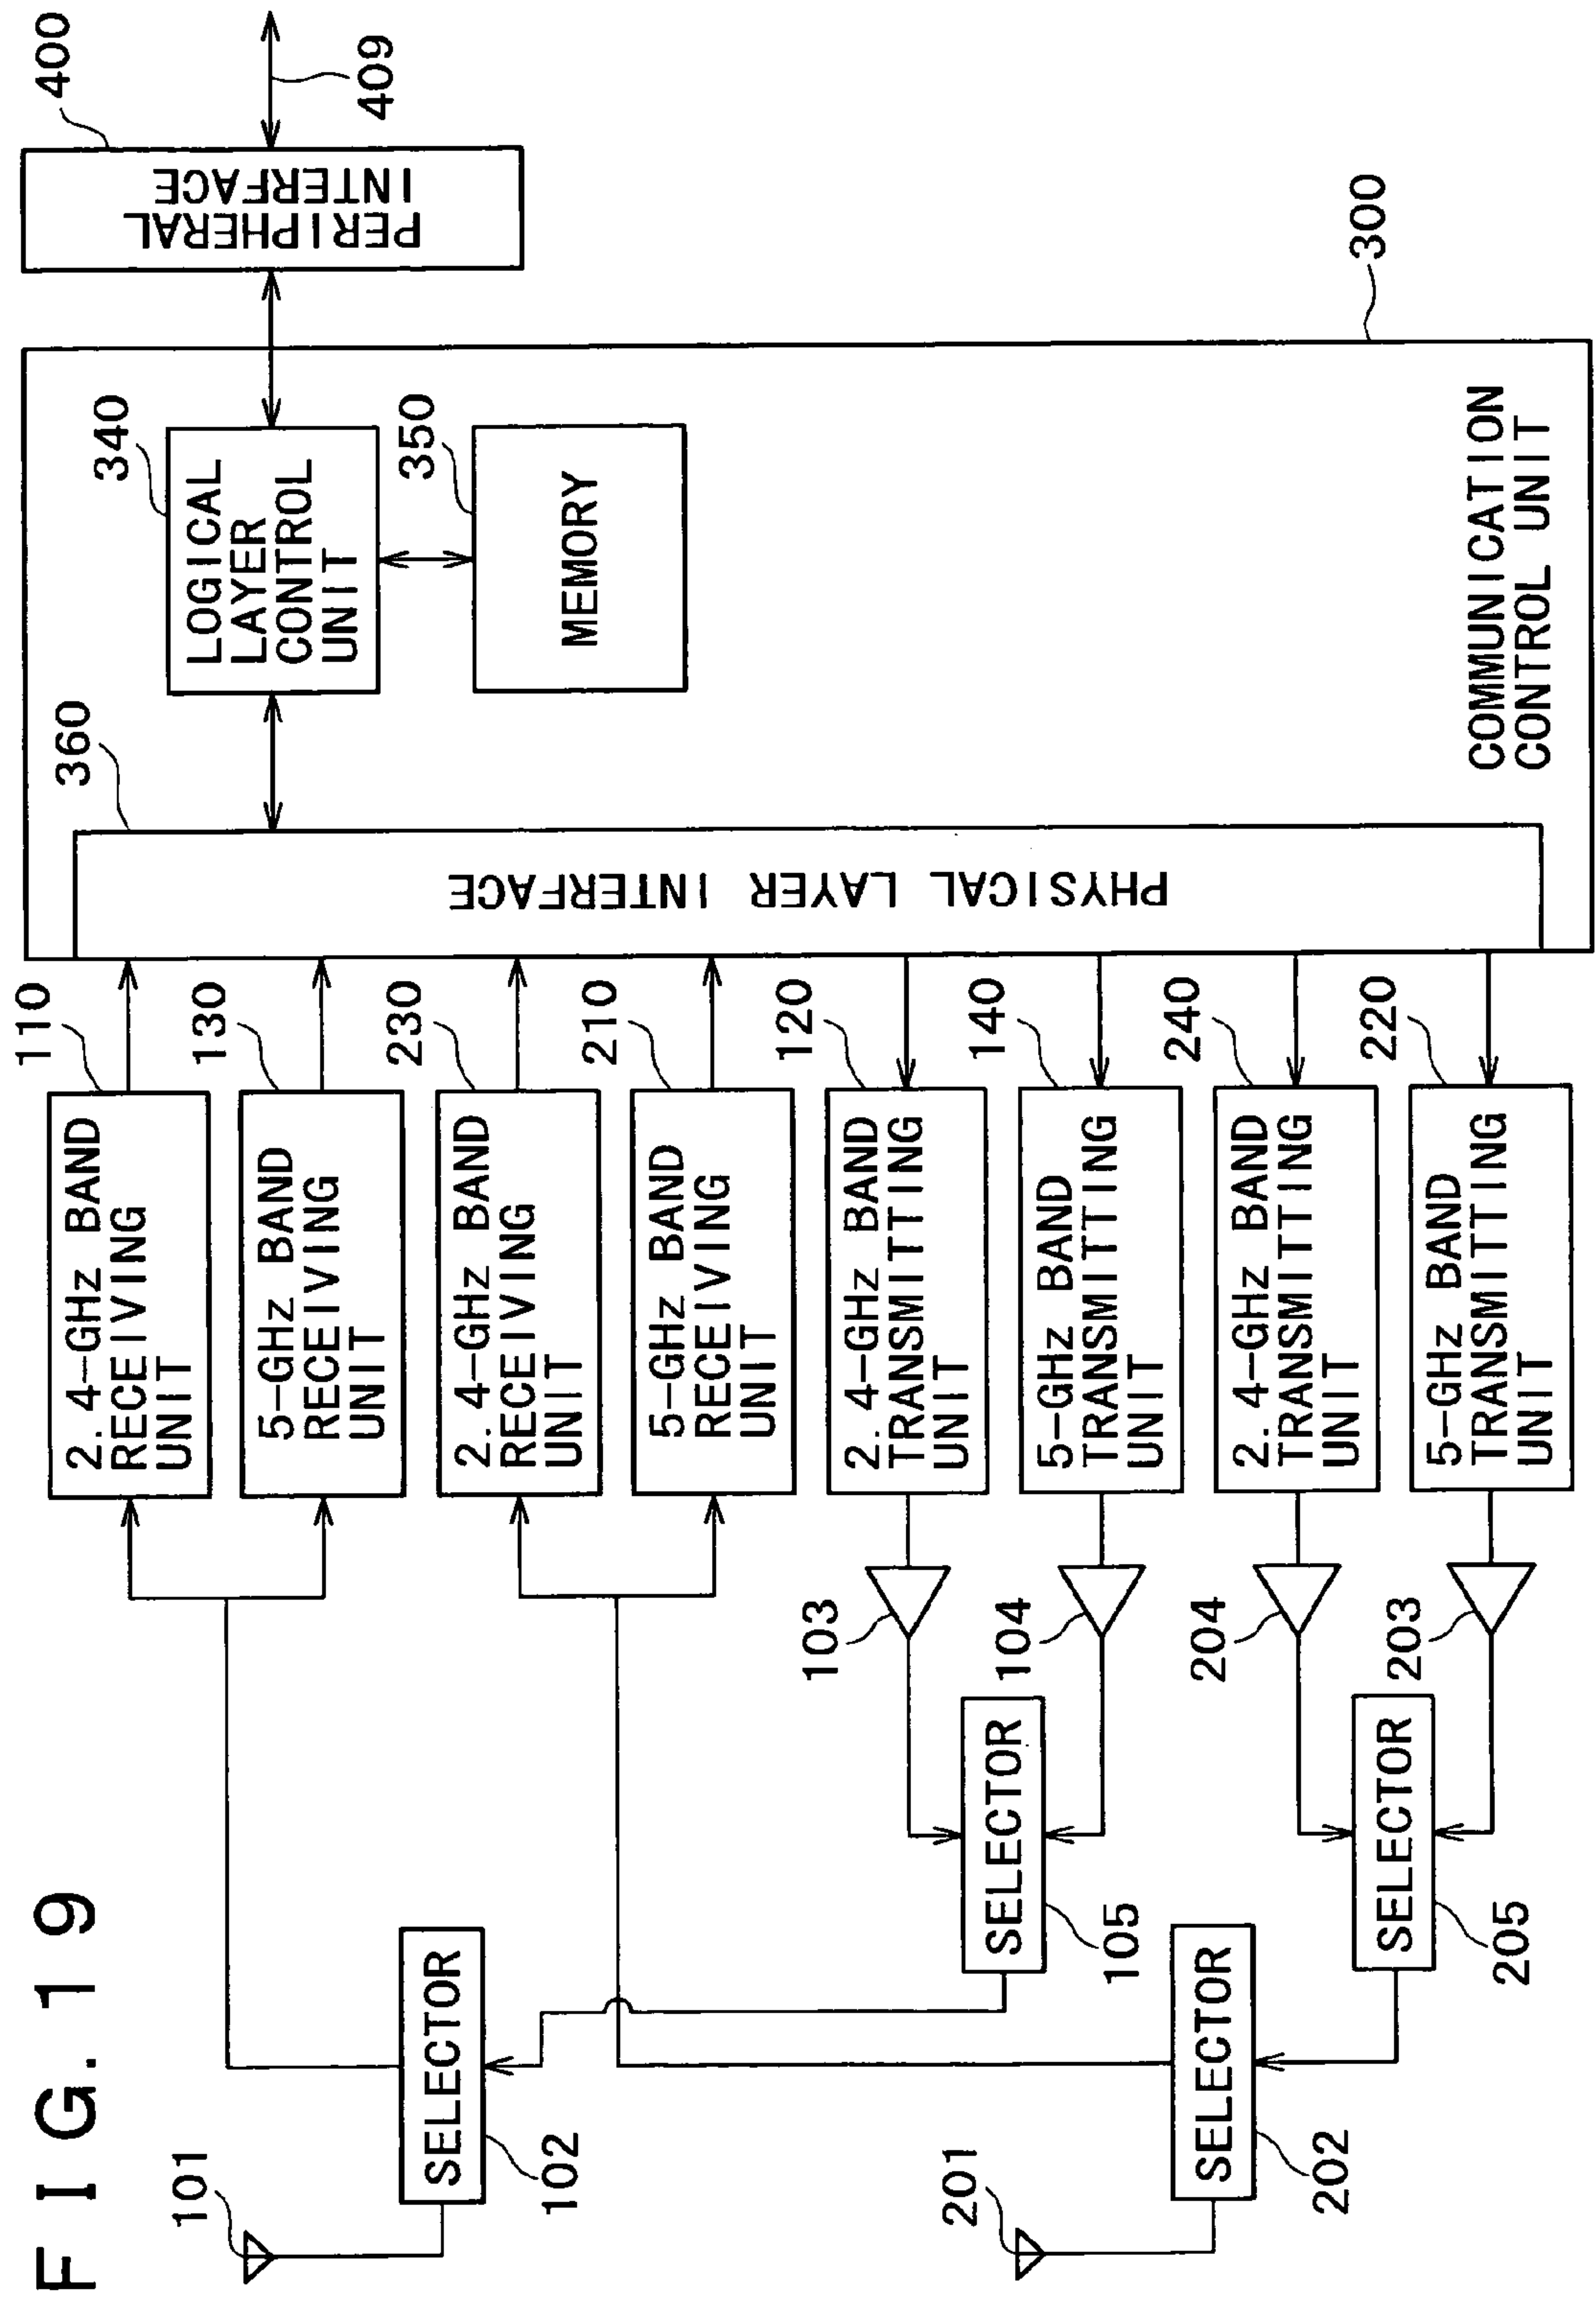 FIG. 19
101
SELECTOR
102
201
SELECTOR
202
SELECTOR
105
SELECTOR
205
103
104
204
203
110
2.4-GHz BAND
RECEIVING
UNIT
130
5-GHz BAND
RECEIVING
UNIT
230
2.4-GHz BAND
RECEIVING
UNIT
210
5-GHz BAND
RECEIVING
UNIT
120
2.4-GHz BAND
TRANSMITTING
UNIT
140
5-GHz BAND
TRANSMITTING
UNIT
240
2.4-GHz BAND
TRANSMITTING
UNIT
220
5-GHz BAND
TRANSMITTING
UNIT
360
PHYSICAL LAYER INTERFACE
340
LOGICAL
LAYER
CONTROL
UNIT
350
MEMORY
COMMUNICATION
CONTROL UNIT
300
400
PERIPHERAL
INTERFACE
409